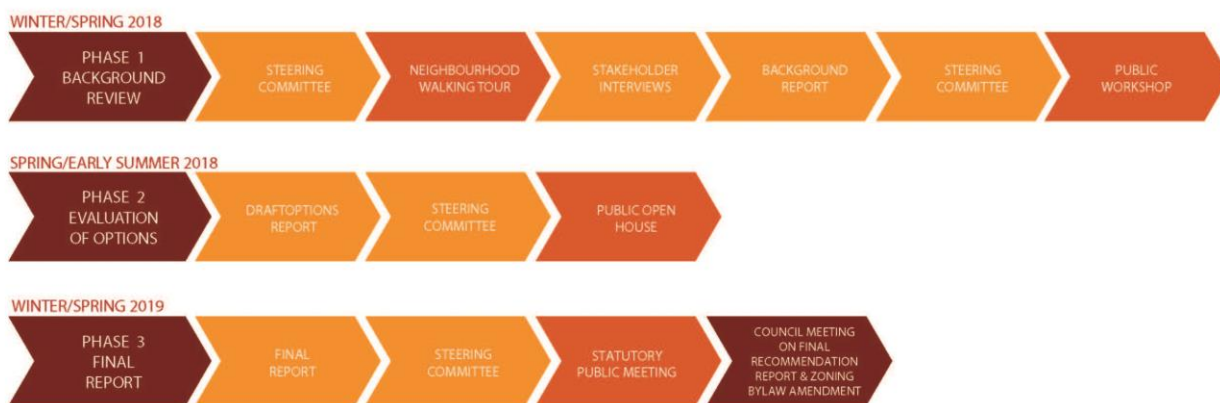 WINTER/SPRING 2018
PHASE 1
BACKGROUND
REVIEW
STEERING
COMMITTEE
NEIGHBOURHOOD
WALKING TOUR
STAKEHOLDER
INTERVIEWS
BACKGROUND
REPORT
STEERING
COMMITTEE
PUBLIC
WORKSHOP
SPRING/EARLY SUMMER 2018
PHASE 2
EVALUATION
OF OPTIONS
DRAFTOPTIONS
REPORT
STEERING
COMMITTEE
PUBLIC OPEN
HOUSE
WINTER/SPRING 2019
PHASE 3
FINAL
REPORT
FINAL
REPORT
STEERING
COMMITTEE
STATUTORY
PUBLIC MEETING
COUNCIL MEETING
ON FINAL
RECOMMENDATION
REPORT & ZONING
BYLAW AMENDMENT